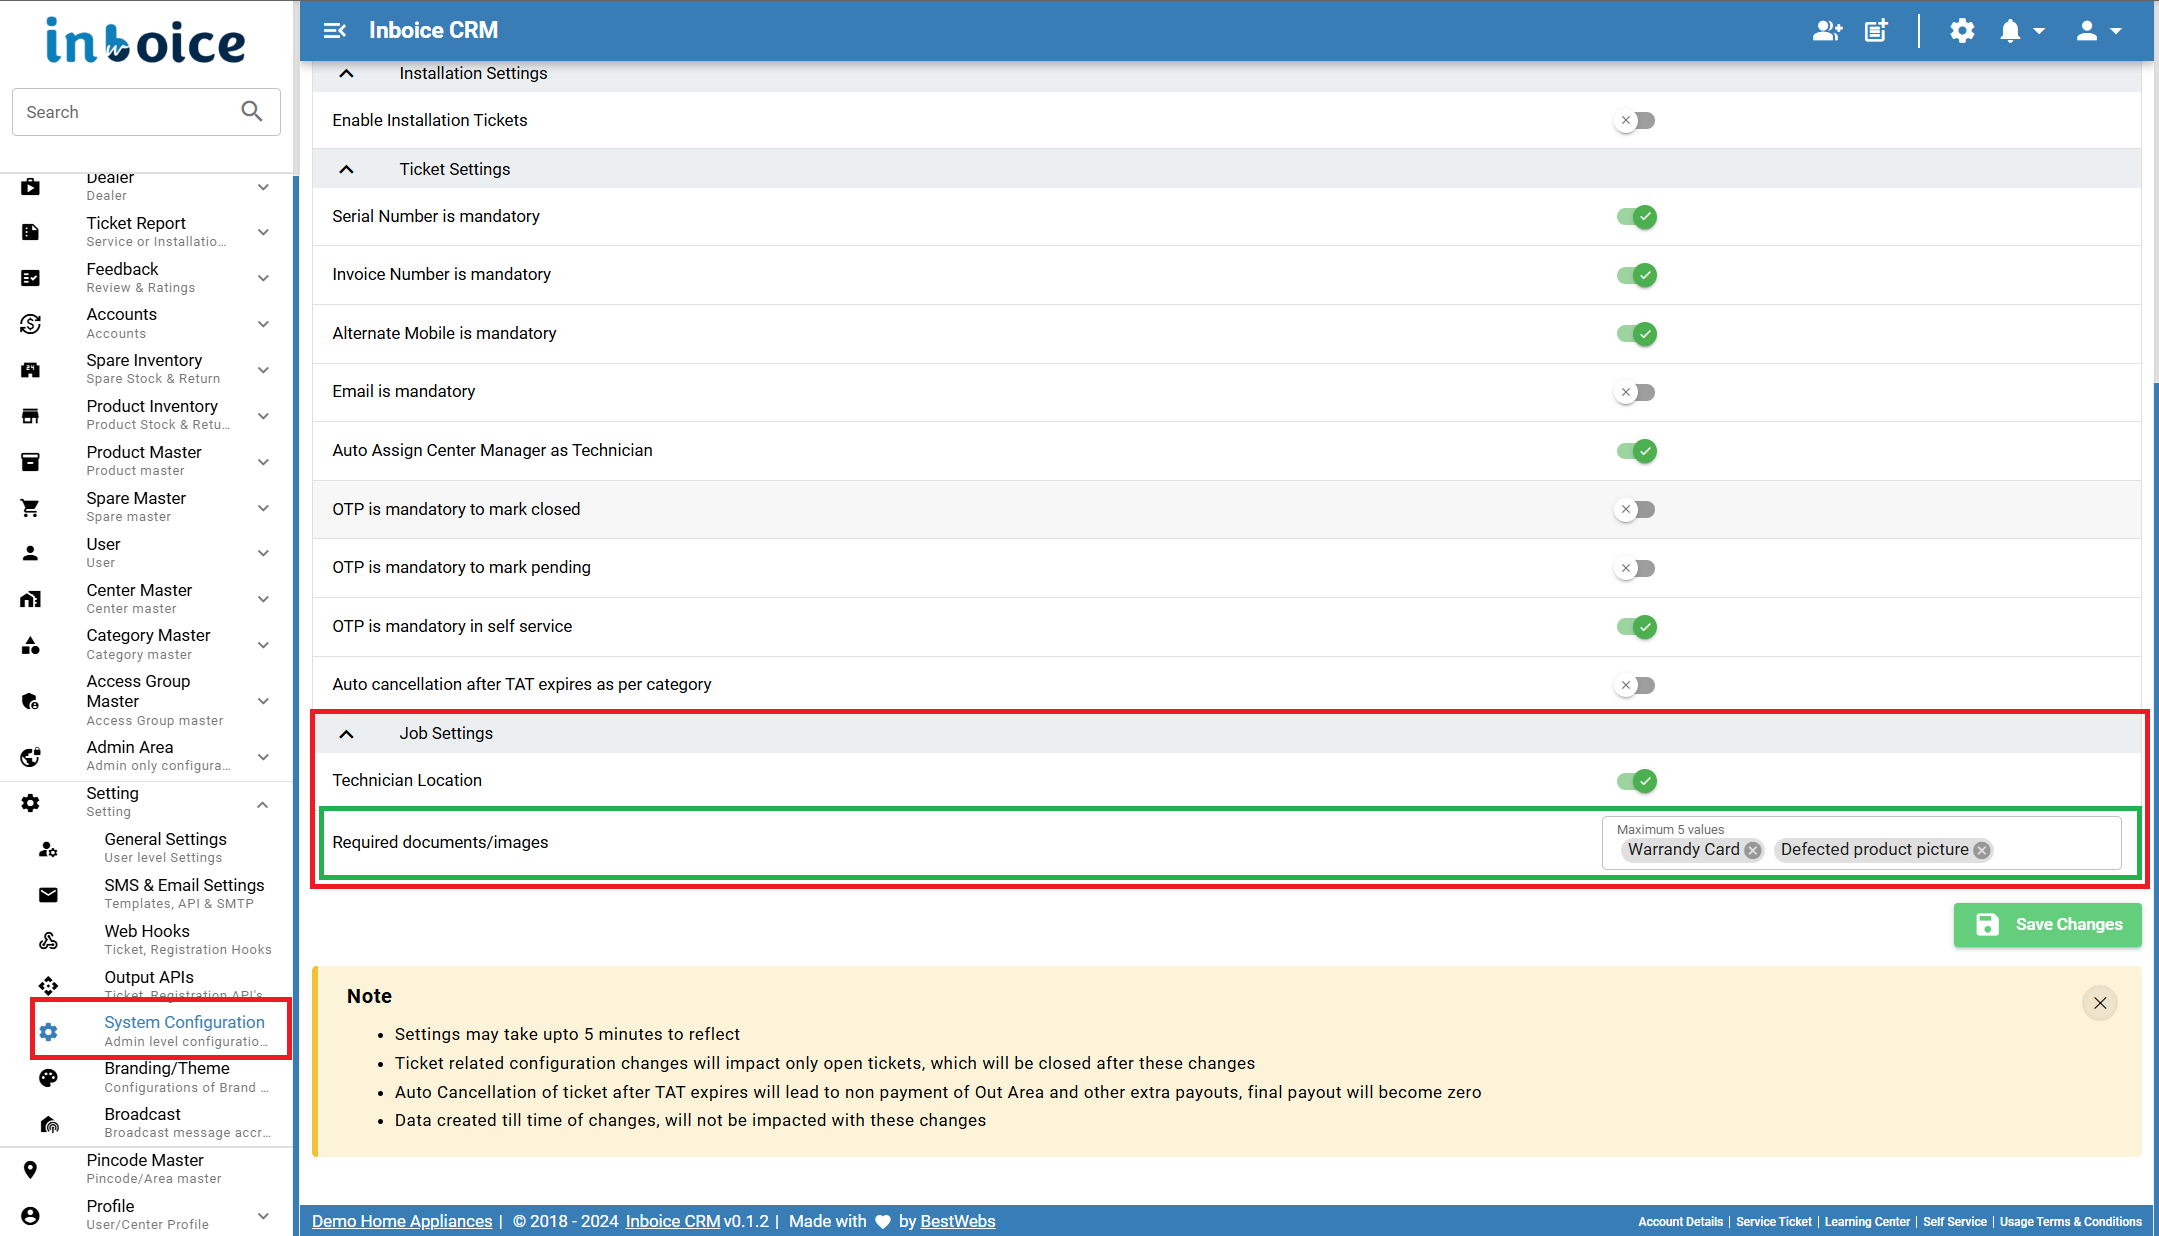 inboice
Search
Dealer
Dealer
Ticket Report
Service or Installatio...
Feedback
Review & Ratings
Accounts
Accounts
Spare Inventory
Spare Stock & Return
Product Inventory
Product Stock & Retu...
Product Master
Product master
Spare Master
Spare master
User
User
Center Master
Center master
Category Master
Category master
Access Group
Master
Access Group master
Admin Area
Admin only configura...
Setting
Setting
General Settings
User level Settings
SMS & Email Settings
Templates, API & SMTP
Web Hooks
Ticket, Registration Hooks
Output APIs
Ticket, Registration API's
System Configuration
Admin level configuratio...
Branding/Theme
Configurations of Brand ...
Broadcast
Broadcast message accr...
Pincode Master
Pincode/Area master
Profile
User/Center Profile
Inboice CRM
Installation Settings
Enable Installation Tickets
Ticket Settings
Serial Number is mandatory
Invoice Number is mandatory
Alternate Mobile is mandatory
Email is mandatory
Auto Assign Center Manager as Technician
OTP is mandatory to mark closed
OTP is mandatory to mark pending
OTP is mandatory in self service
Auto cancellation after TAT expires as per category
Job Settings
Technician Location
Required documents/images
Maximum 5 values
Warrandy Card Defected product picture
Save Changes
Note
• Settings may take upto 5 minutes to reflect
• Ticket related configuration changes will impact only open tickets, which will be closed after these changes
• Auto Cancellation of ticket after TAT expires will lead to non payment of Out Area and other extra payouts, final payout will become zero
• Data created till time of changes, will not be impacted with these changes
Demo Home Appliances | © 2018 - 2024 Inboice CRM v0.1.2 | Made with ♥ by BestWebs
Account Details | Service Ticket | Learning Center | Self Service | Usage Terms & Conditions